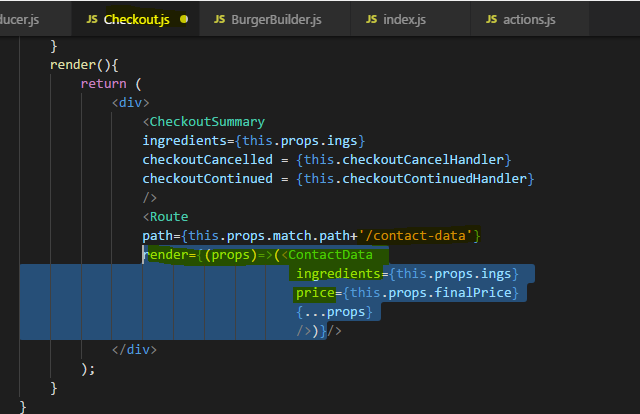 ducer.js JS Checkout.js ● JS BurgerBuilder.js JS index.js JS actions.js
}
render(){
return (
<div>
<CheckoutSummary
ingredients={this.props.ings}
checkoutCancelled = {this.checkoutCancelHandler}
checkoutContinued = {this.checkoutContinuedHandler}
/>
<Route
path={this.props.match.path+'/contact-data'}
render={(props)=>(<ContactData
ingredients={this.props.ings}
price={this.props.finalPrice}
{...props}
/>)}/>
</div>
);
}
}